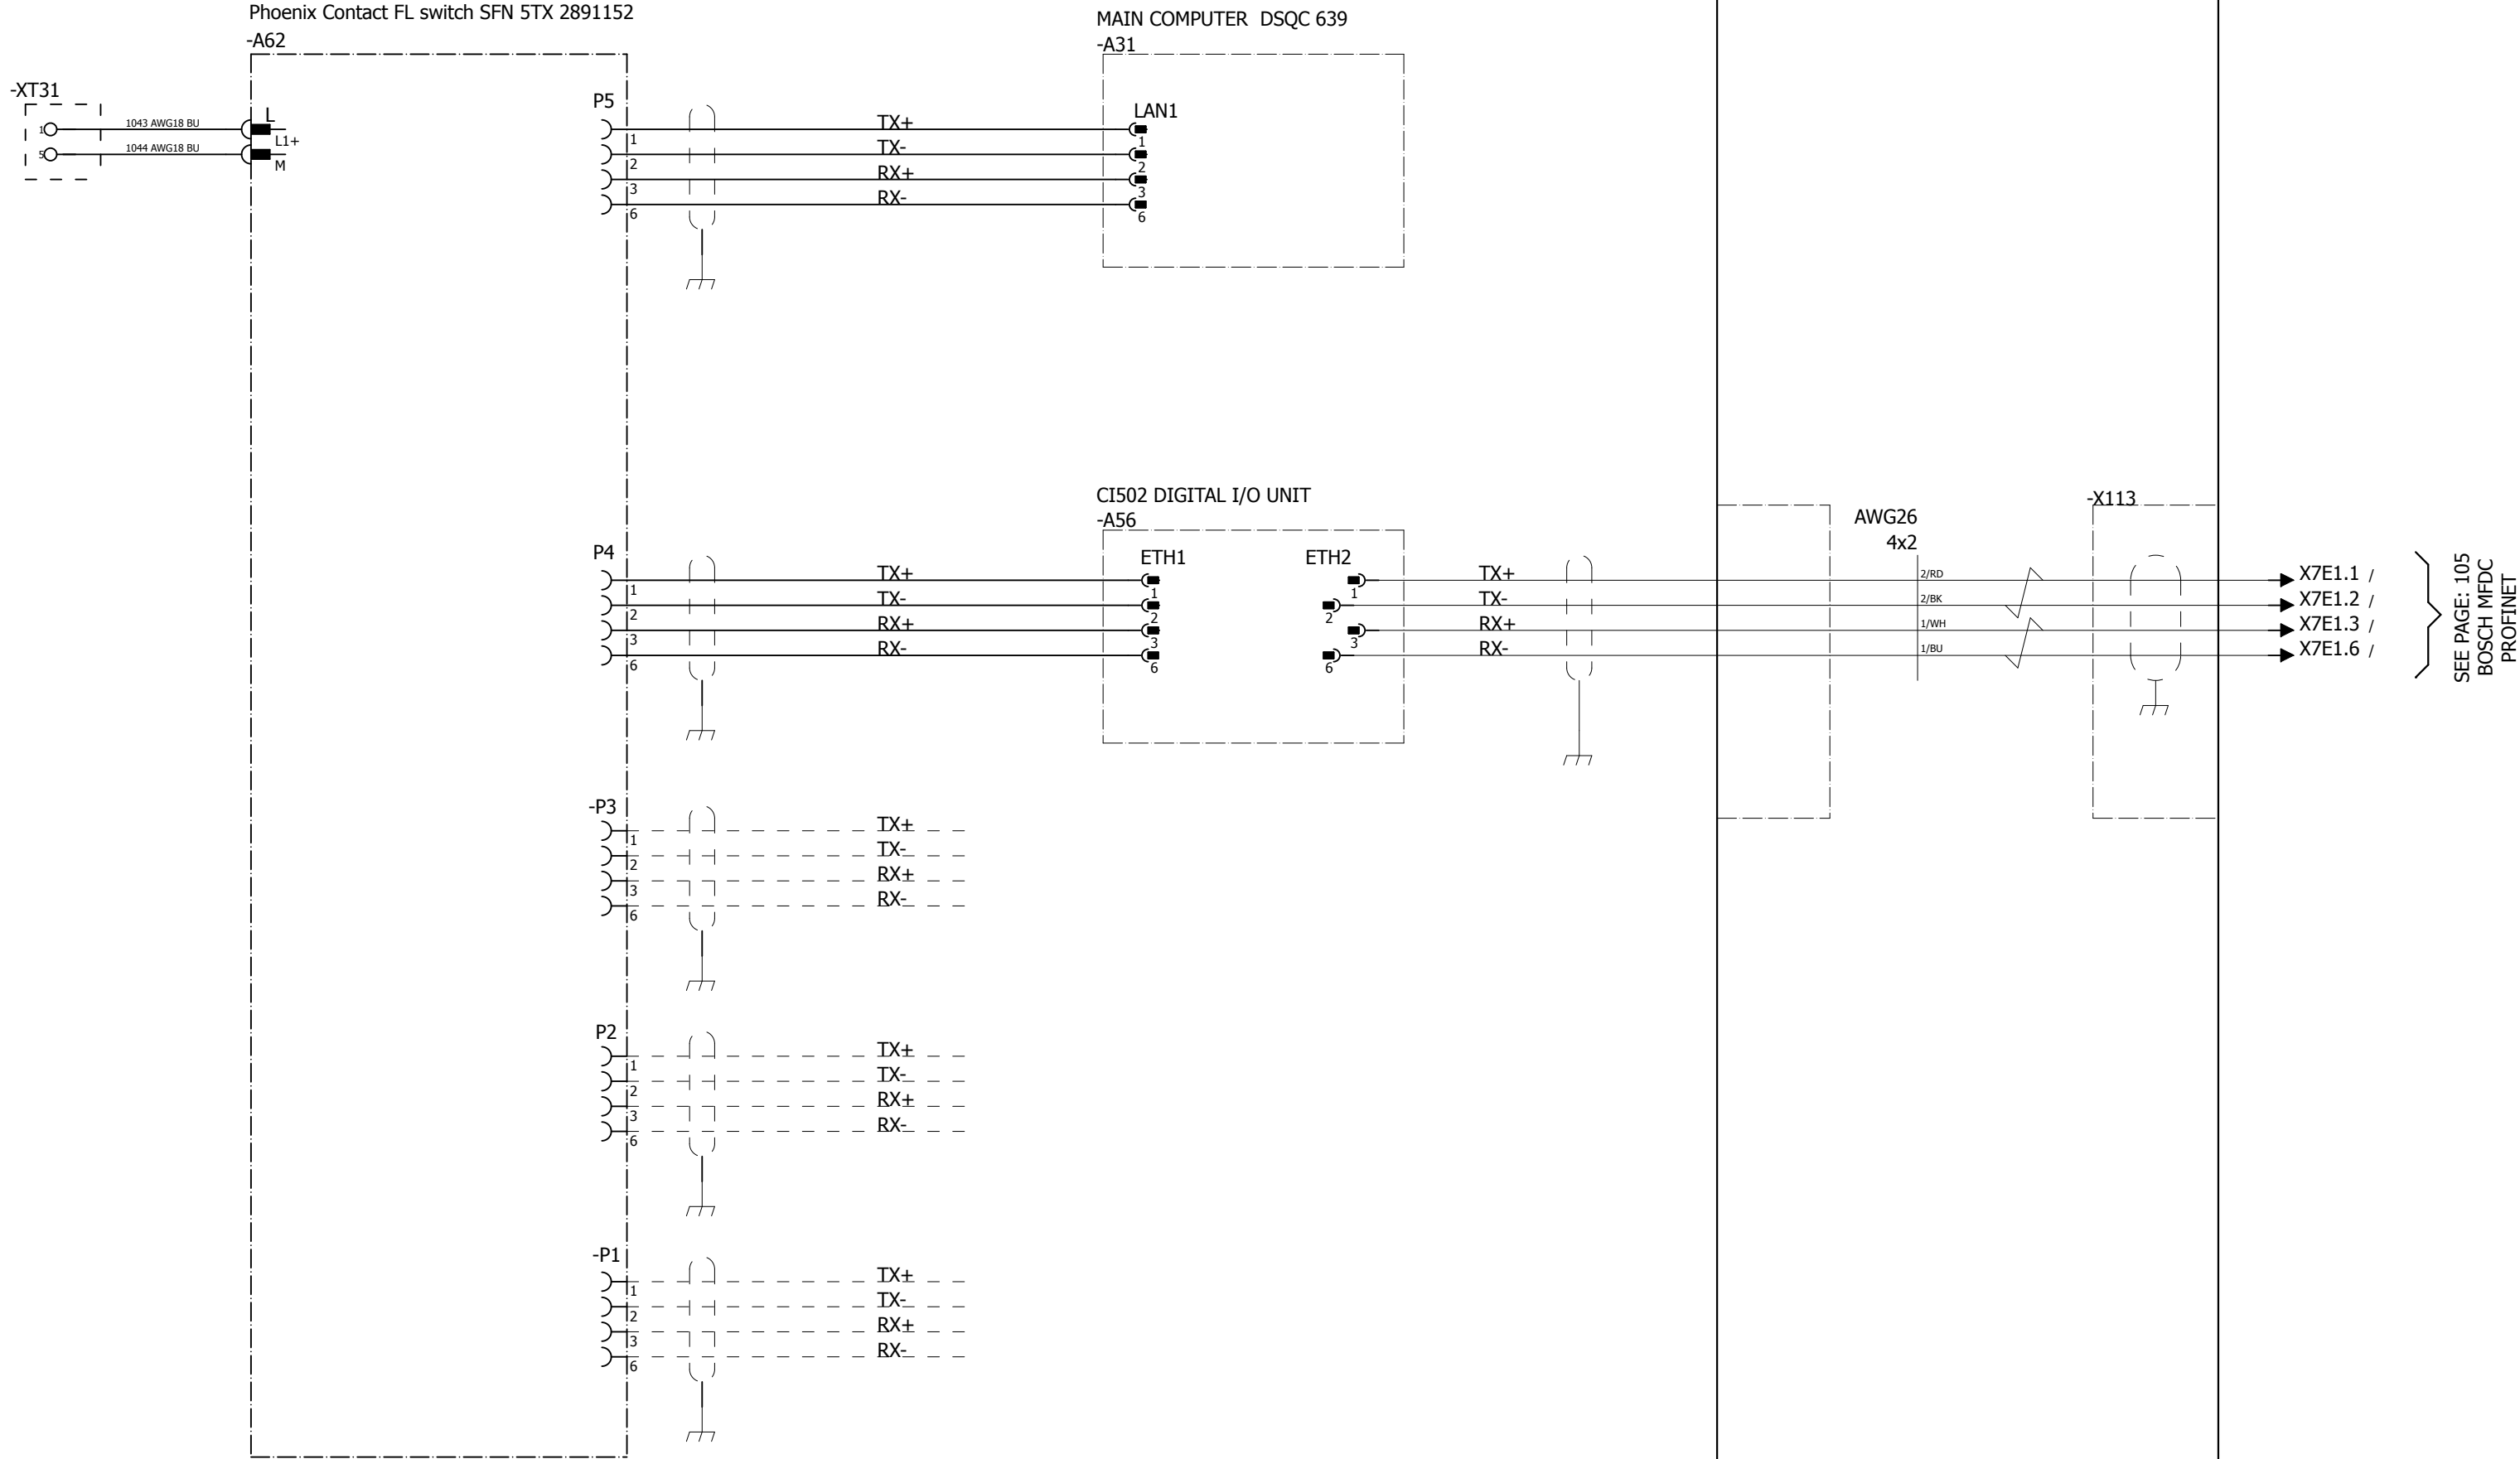 Phoenix Contact FL switch SFN 5TX 2891152
-A62
MAIN COMPUTER  DSQC 639
-A31
-XT31
1
1043 AWG18 BU
L
L1+
5
1044 AWG18 BU
M
P5
LAN1
1
TX+
1
2
TX-
2
3
RX+
3
6
RX-
6
CI502 DIGITAL I/O UNIT
-A56
P4
ETH1
ETH2
1
TX+
1
1
TX+
2
TX-
2
2
TX-
3
RX+
3
3
RX+
6
RX-
6
6
RX-
AWG26
4x2
-X113
2/RD
X7E1.1 /
2/BK
X7E1.2 /
1/WH
X7E1.3 /
1/BU
X7E1.6 /
SEE PAGE: 105
BOSCH MFDC
PROFINET
-P3
1
TX+
2
TX-
3
RX+
6
RX-
P2
1
TX+
2
TX-
3
RX+
6
RX-
-P1
1
TX+
2
TX-
3
RX+
6
RX-